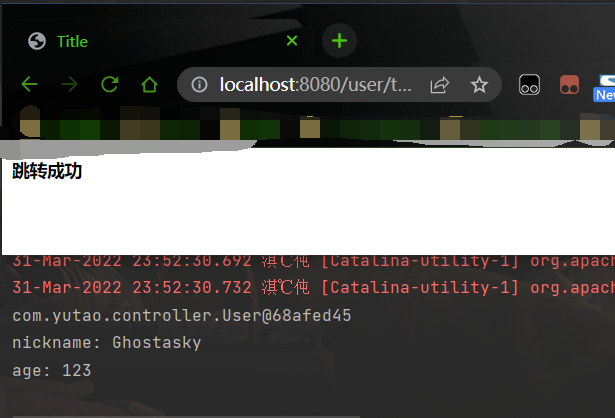 Title
localhost:8080/user/t...
New
跳转成功
31-Mar-2022 23:52:30.692 淇℃伅 [Catalina-utility-1] org.apach
31-Mar-2022 23:52:30.732 淇℃伅 [Catalina-utility-1] org.apach
com.yutao.controller.User@68afed45
nickname: Ghostasky
age: 123